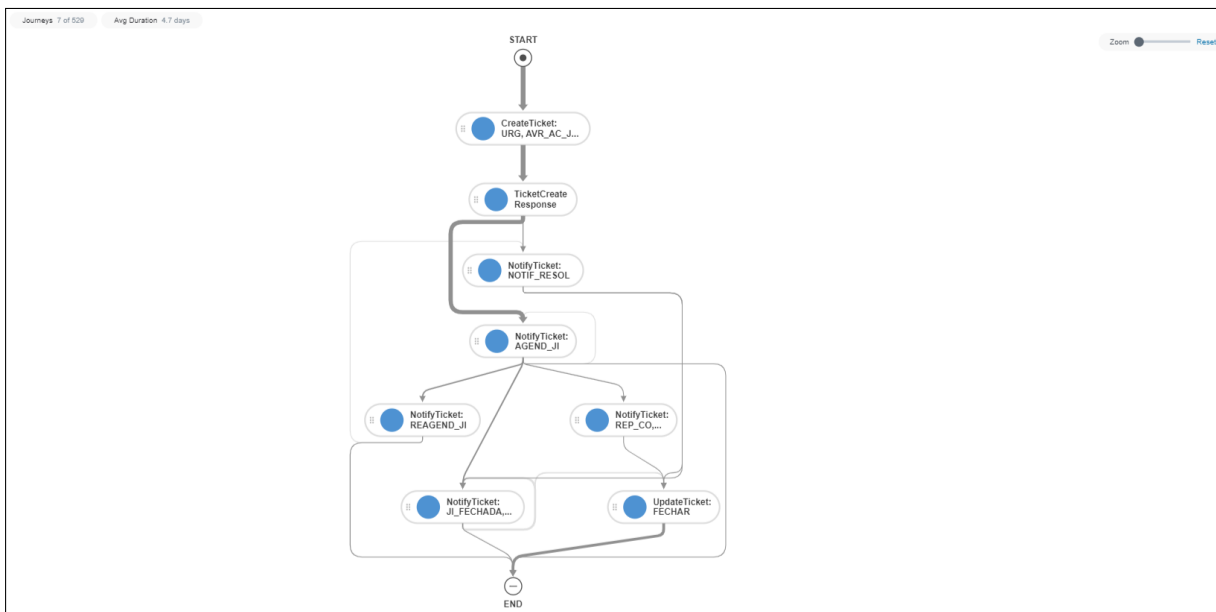 Journeys 7 of 529
Avg Duration 4.7 days
START
Zoom
Reset
CreateTicket:
URG, AVR_AC_J...
TicketCreate
Response
NotifyTicket:
NOTIF_RESOL
NotifyTicket:
AGEND_JI
NotifyTicket:
REAGEND_JI
NotifyTicket:
REP_CO,...
NotifyTicket:
JI_FECHADA,...
UpdateTicket:
FECHAR
END